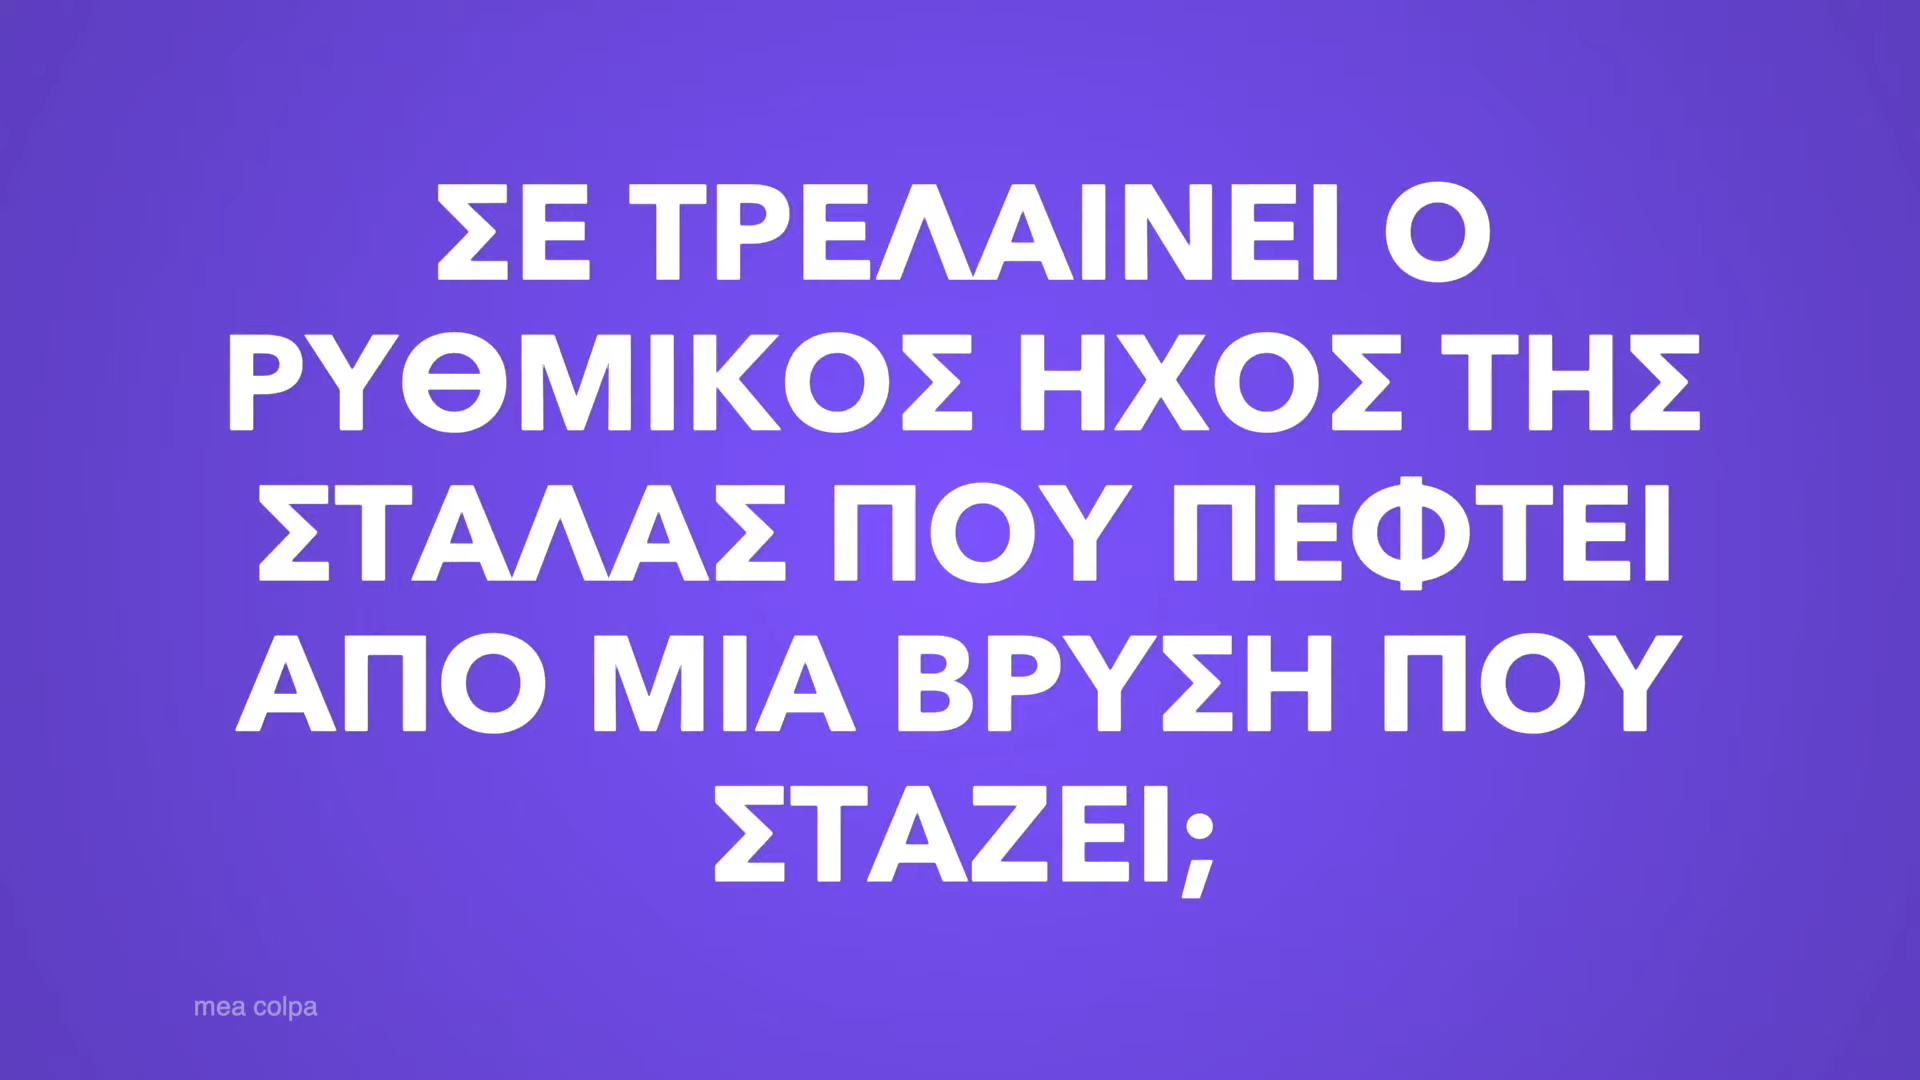 ΣΕ ΤΡΕΛΑΙΝΕΙ Ο
ΡΥΘΜΙΚΟΣ ΗΧΟΣ ΤΗΣ
ΣΤΑΛΑΣ ΠΟΥ ΠΕΦΤΕΙ
ΑΠΟ ΜΙΑ ΒΡΥΣΗ ΠΟΥ
ΣΤΑΖΕΙ;
mea colpa